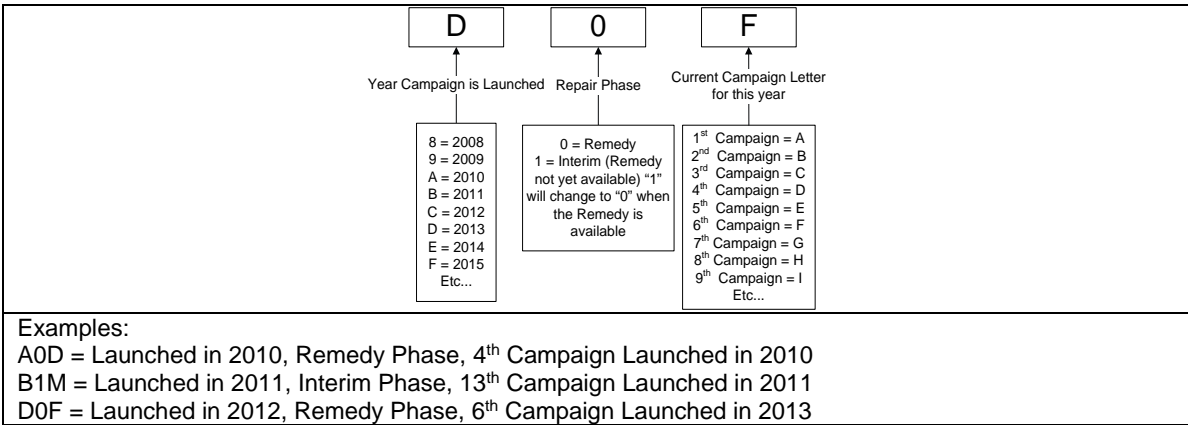 D 0 F
Year Campaign is Launched
Repair Phase
Current Campaign Letter
for this year
8 = 2008
9 = 2009
A = 2010
B = 2011
C = 2012
D = 2013
E = 2014
F = 2015
Etc...
0 = Remedy
1 = Interim (Remedy
not yet available) “1”
will change to “0” when
the Remedy is
available
1st Campaign = A
2nd Campaign = B
3rd Campaign = C
4th Campaign = D
5th Campaign = E
6th Campaign = F
7th Campaign = G
8th Campaign = H
9th Campaign = I
Etc...
Examples:
A0D = Launched in 2010, Remedy Phase, 4th Campaign Launched in 2010
B1M = Launched in 2011, Interim Phase, 13th Campaign Launched in 2011
D0F = Launched in 2012, Remedy Phase, 6th Campaign Launched in 2013